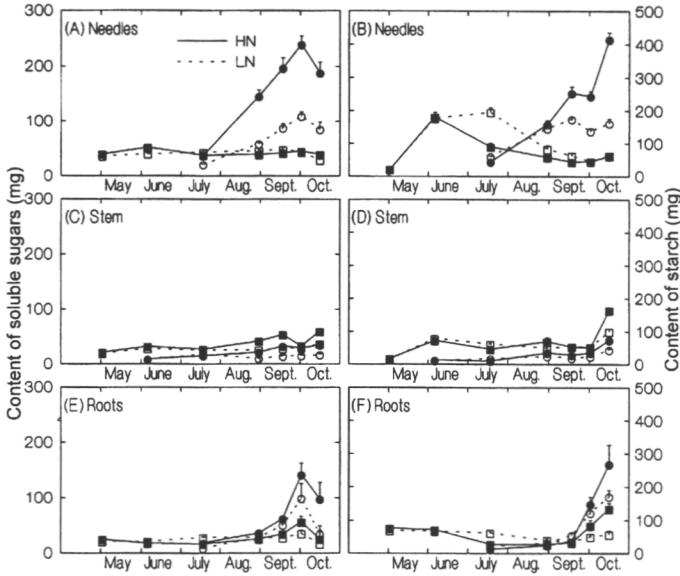 Content of soluble sugars (mg)
300
200
100
0
(A) Needles
HN
LN
May June July Aug. Sept. Oct.
(B) Needles
500
400
300
200
100
0
May June July Aug. Sept. Oct.
300
200
100
0
(C) Stem
May June July Aug. Sept. Oct.
(D) Stem
500
400
300
200
100
0
May June July Aug. Sept. Oct.
300
200
100
0
(E) Roots
May June July Aug. Sept. Oct.
(F) Roots
500
400
300
200
100
0
May June July Aug. Sept. Oct.
Content of starch (mg)